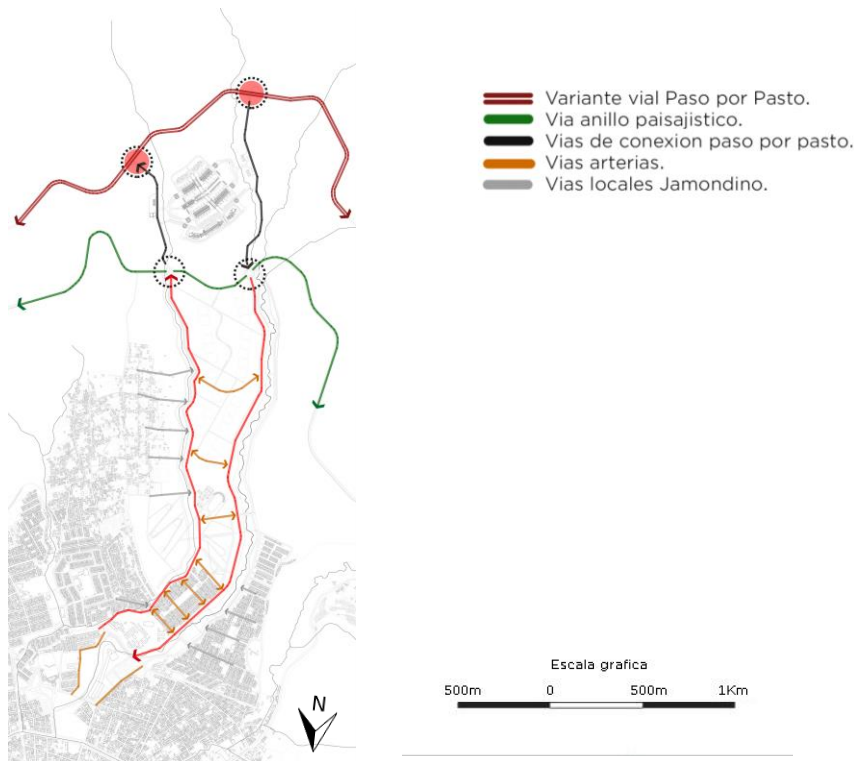 Variante vial Paso por Pasto.
Via anillo paisajistico.
Vias de conexion paso por pasto.
Vias arterias.
Vias locales Jamondino.
Escala grafica
500m 0 500m 1Km
N